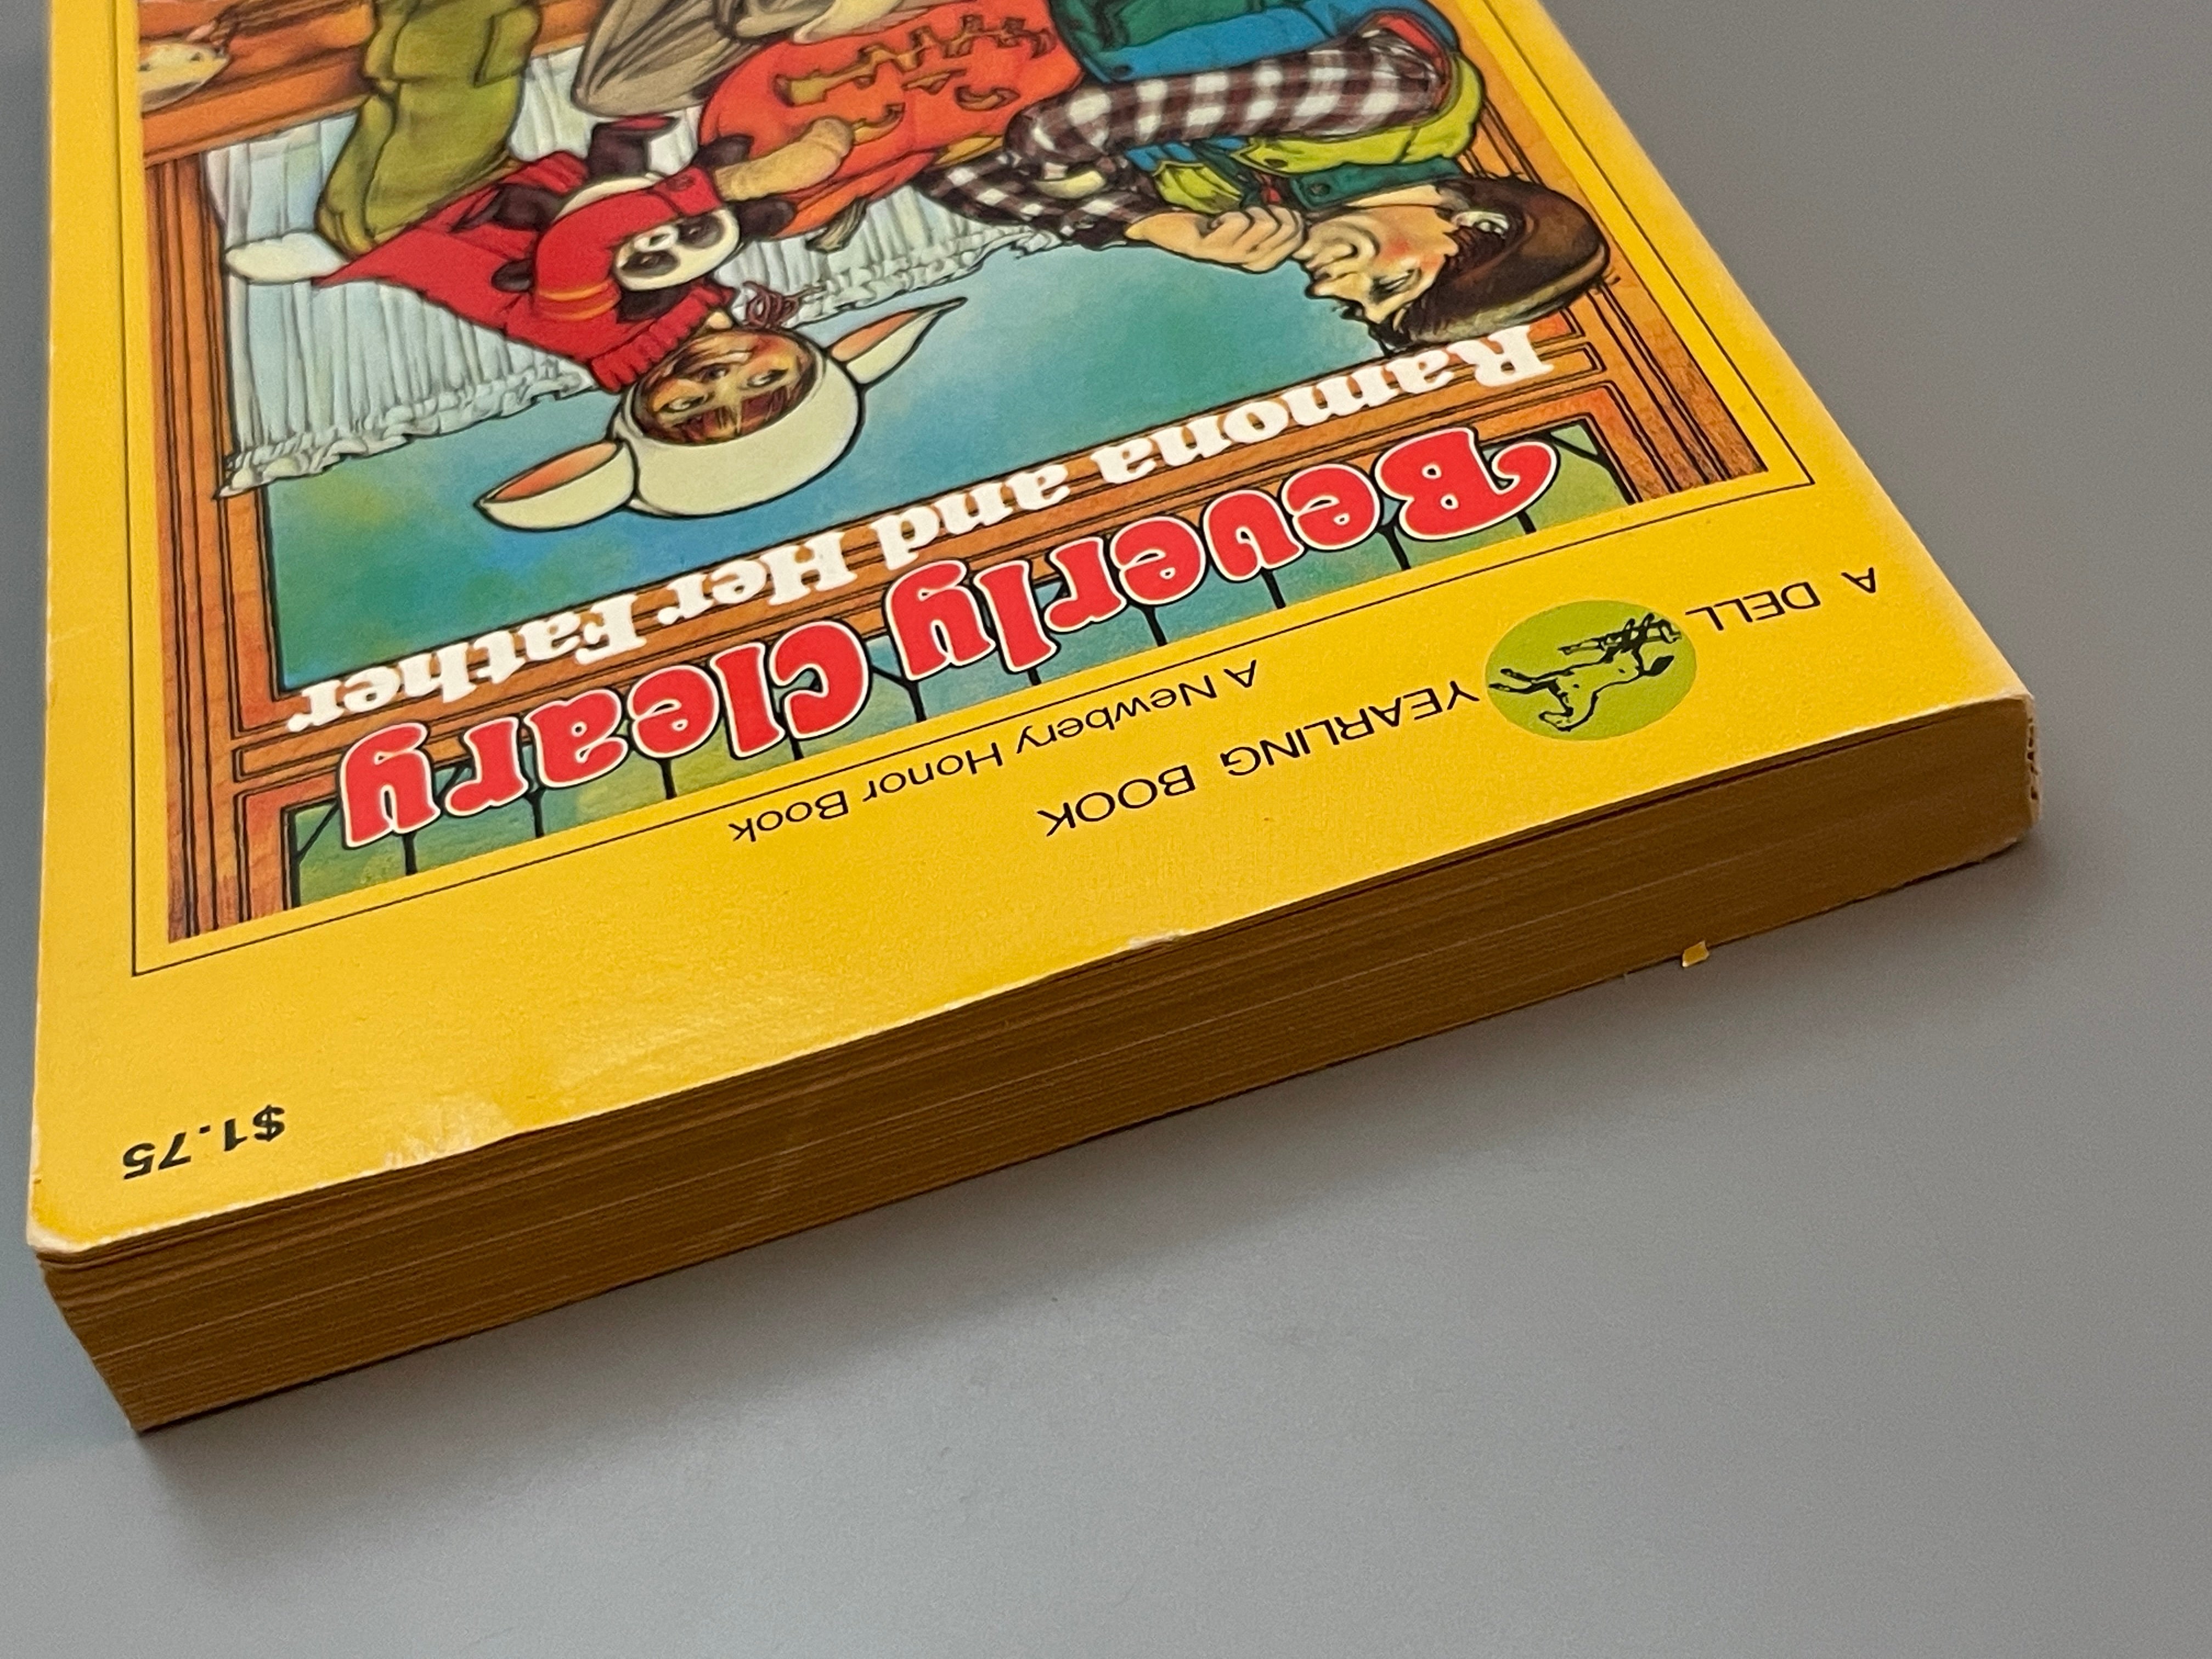 $1.75
A DELL YEARLING BOOK
A Newbery Honor Book
Beverly Cleary
Ramona and Her Father